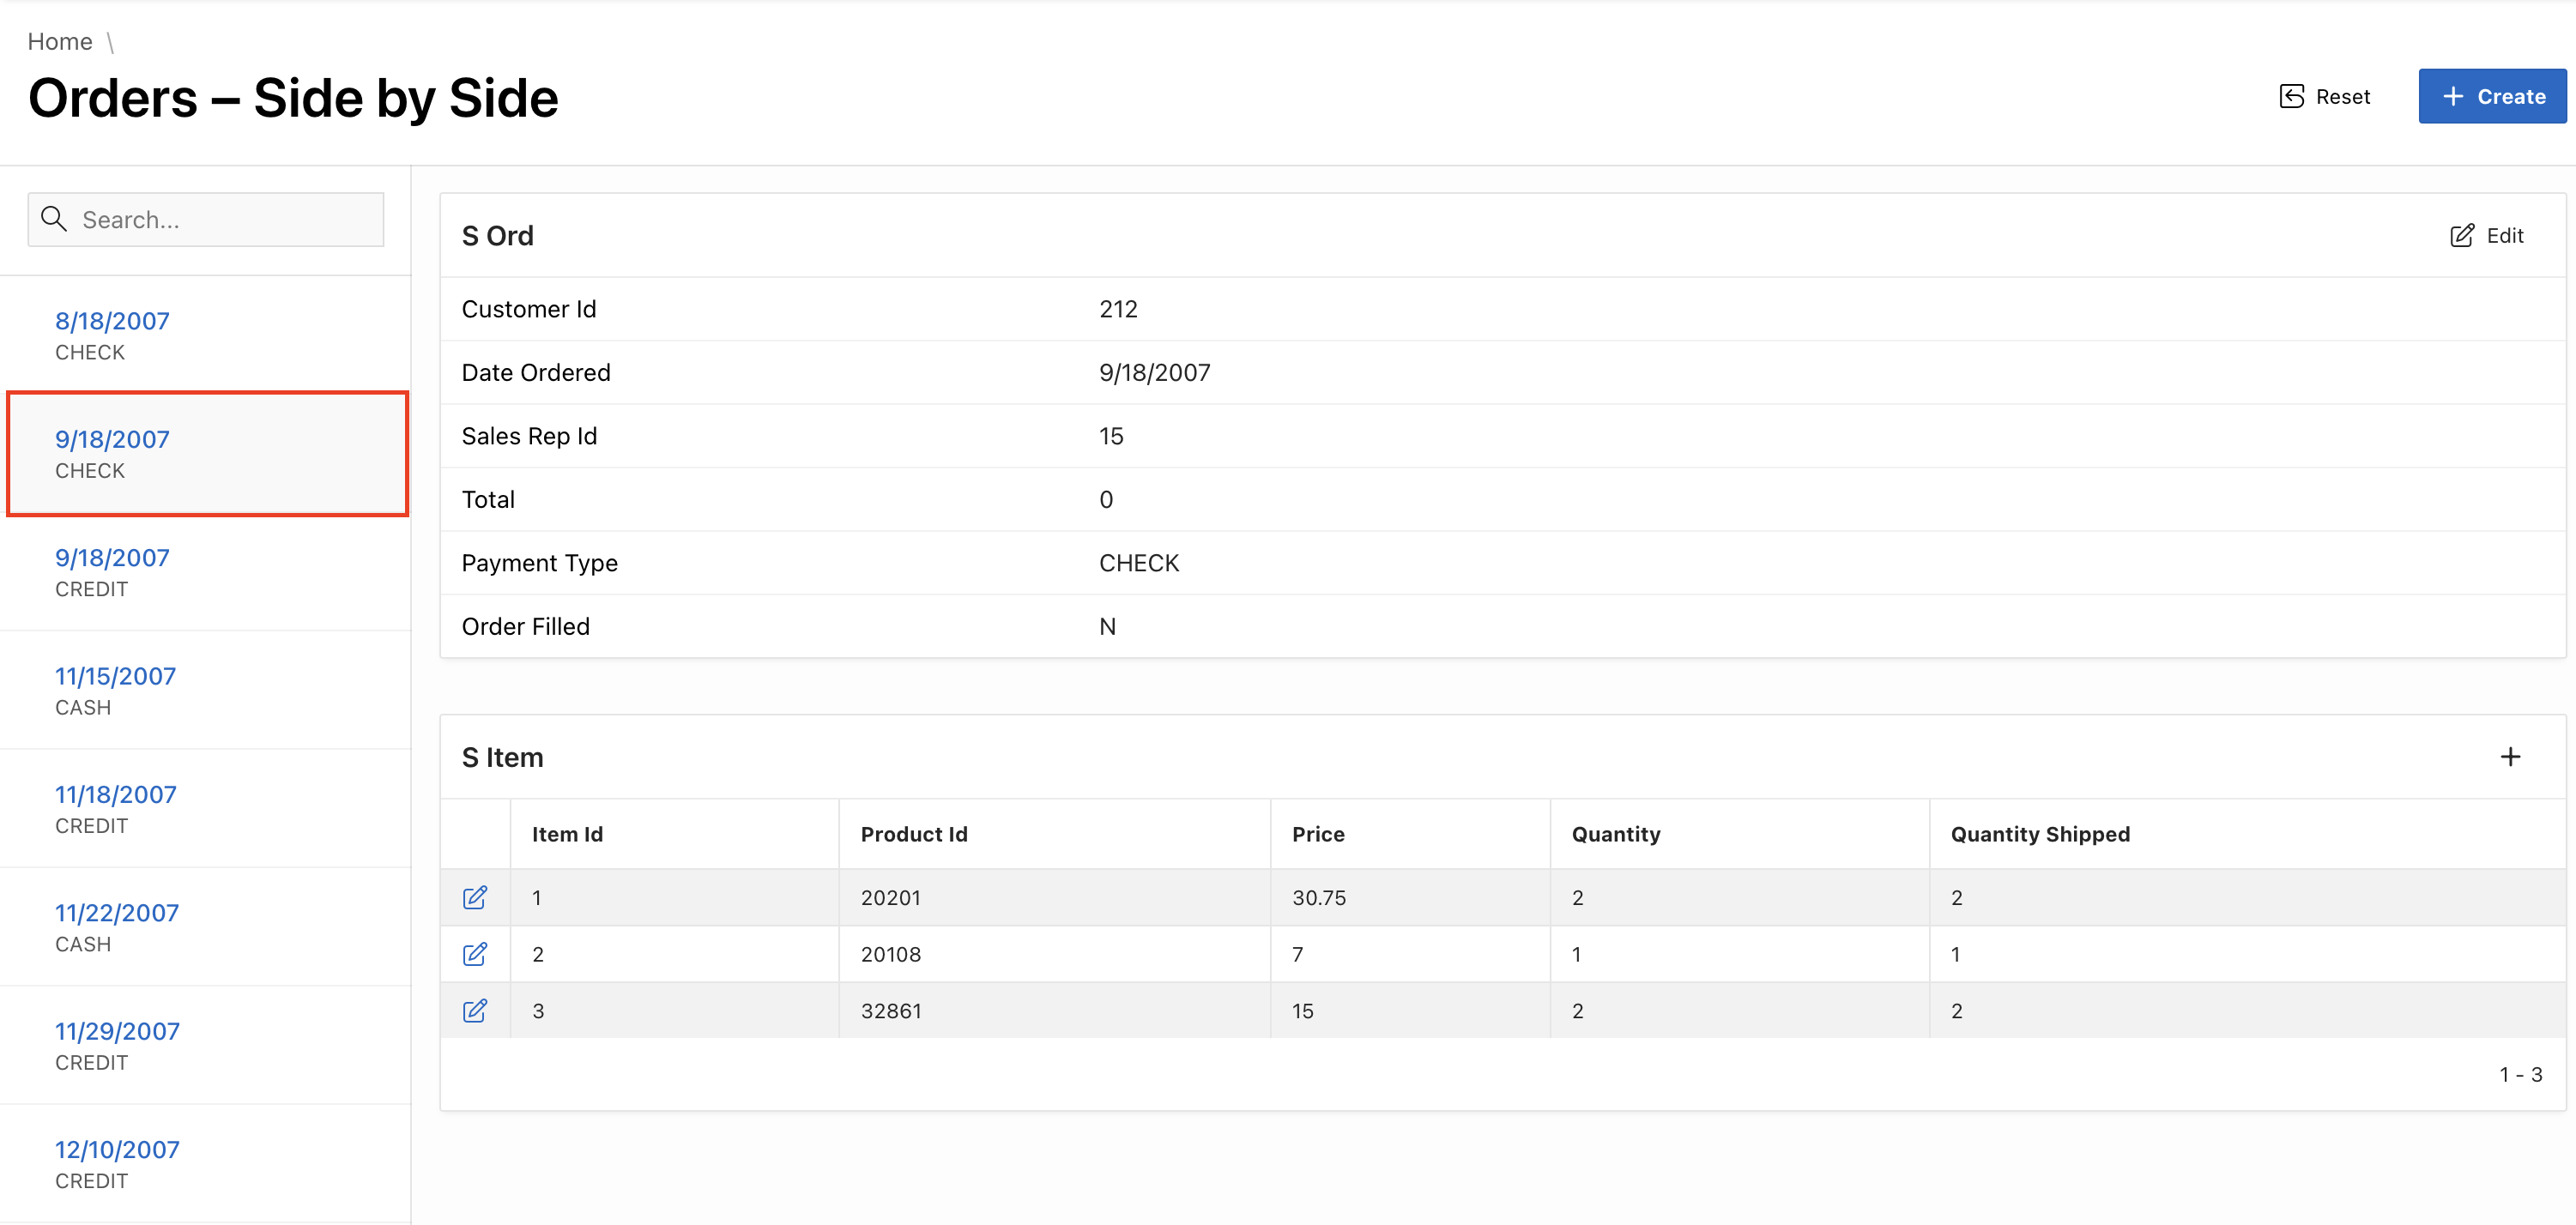 Home \
Orders – Side by Side
Reset
Create
Search...
8/18/2007
CHECK
9/18/2007
CHECK
9/18/2007
CREDIT
11/15/2007
CASH
11/18/2007
CREDIT
11/22/2007
CASH
11/29/2007
CREDIT
12/10/2007
CREDIT
S Ord
Edit
Customer Id 212
Date Ordered 9/18/2007
Sales Rep Id 15
Total 0
Payment Type CHECK
Order Filled N
S Item
Item Id Product Id Price Quantity Quantity Shipped
1 20201 30.75 2 2
2 20108 7 1 1
3 32861 15 2 2
1 - 3